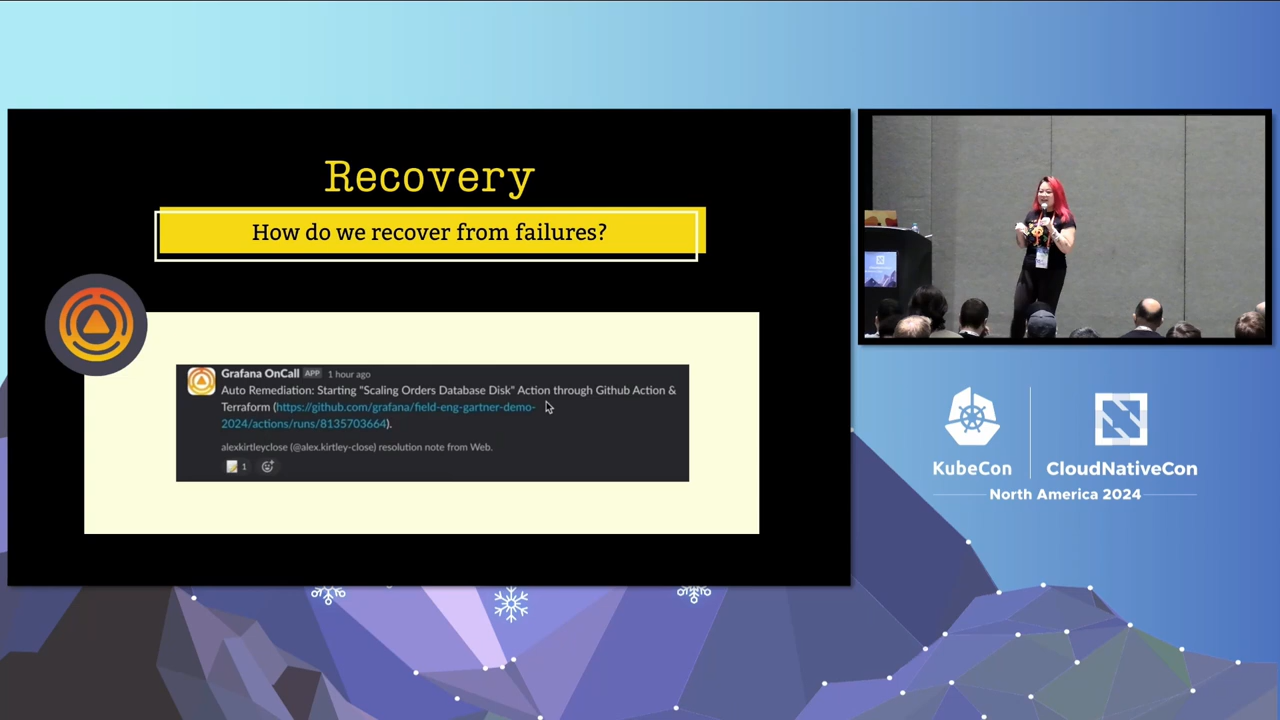 Recovery
How do we recover from failures?
Grafana OnCall APP 1 hour ago
Auto Remediation: Starting "Scaling Orders Database Disk" Action through Github Action &
Terraform (https://github.com/grafana/field-eng-gartner-demo-
2024/actions/runs/8135703664).
alexkirtleyclose (@alex.kirtley-close) resolution note from Web.
1
KubeCon
CloudNativeCon
North America 2024